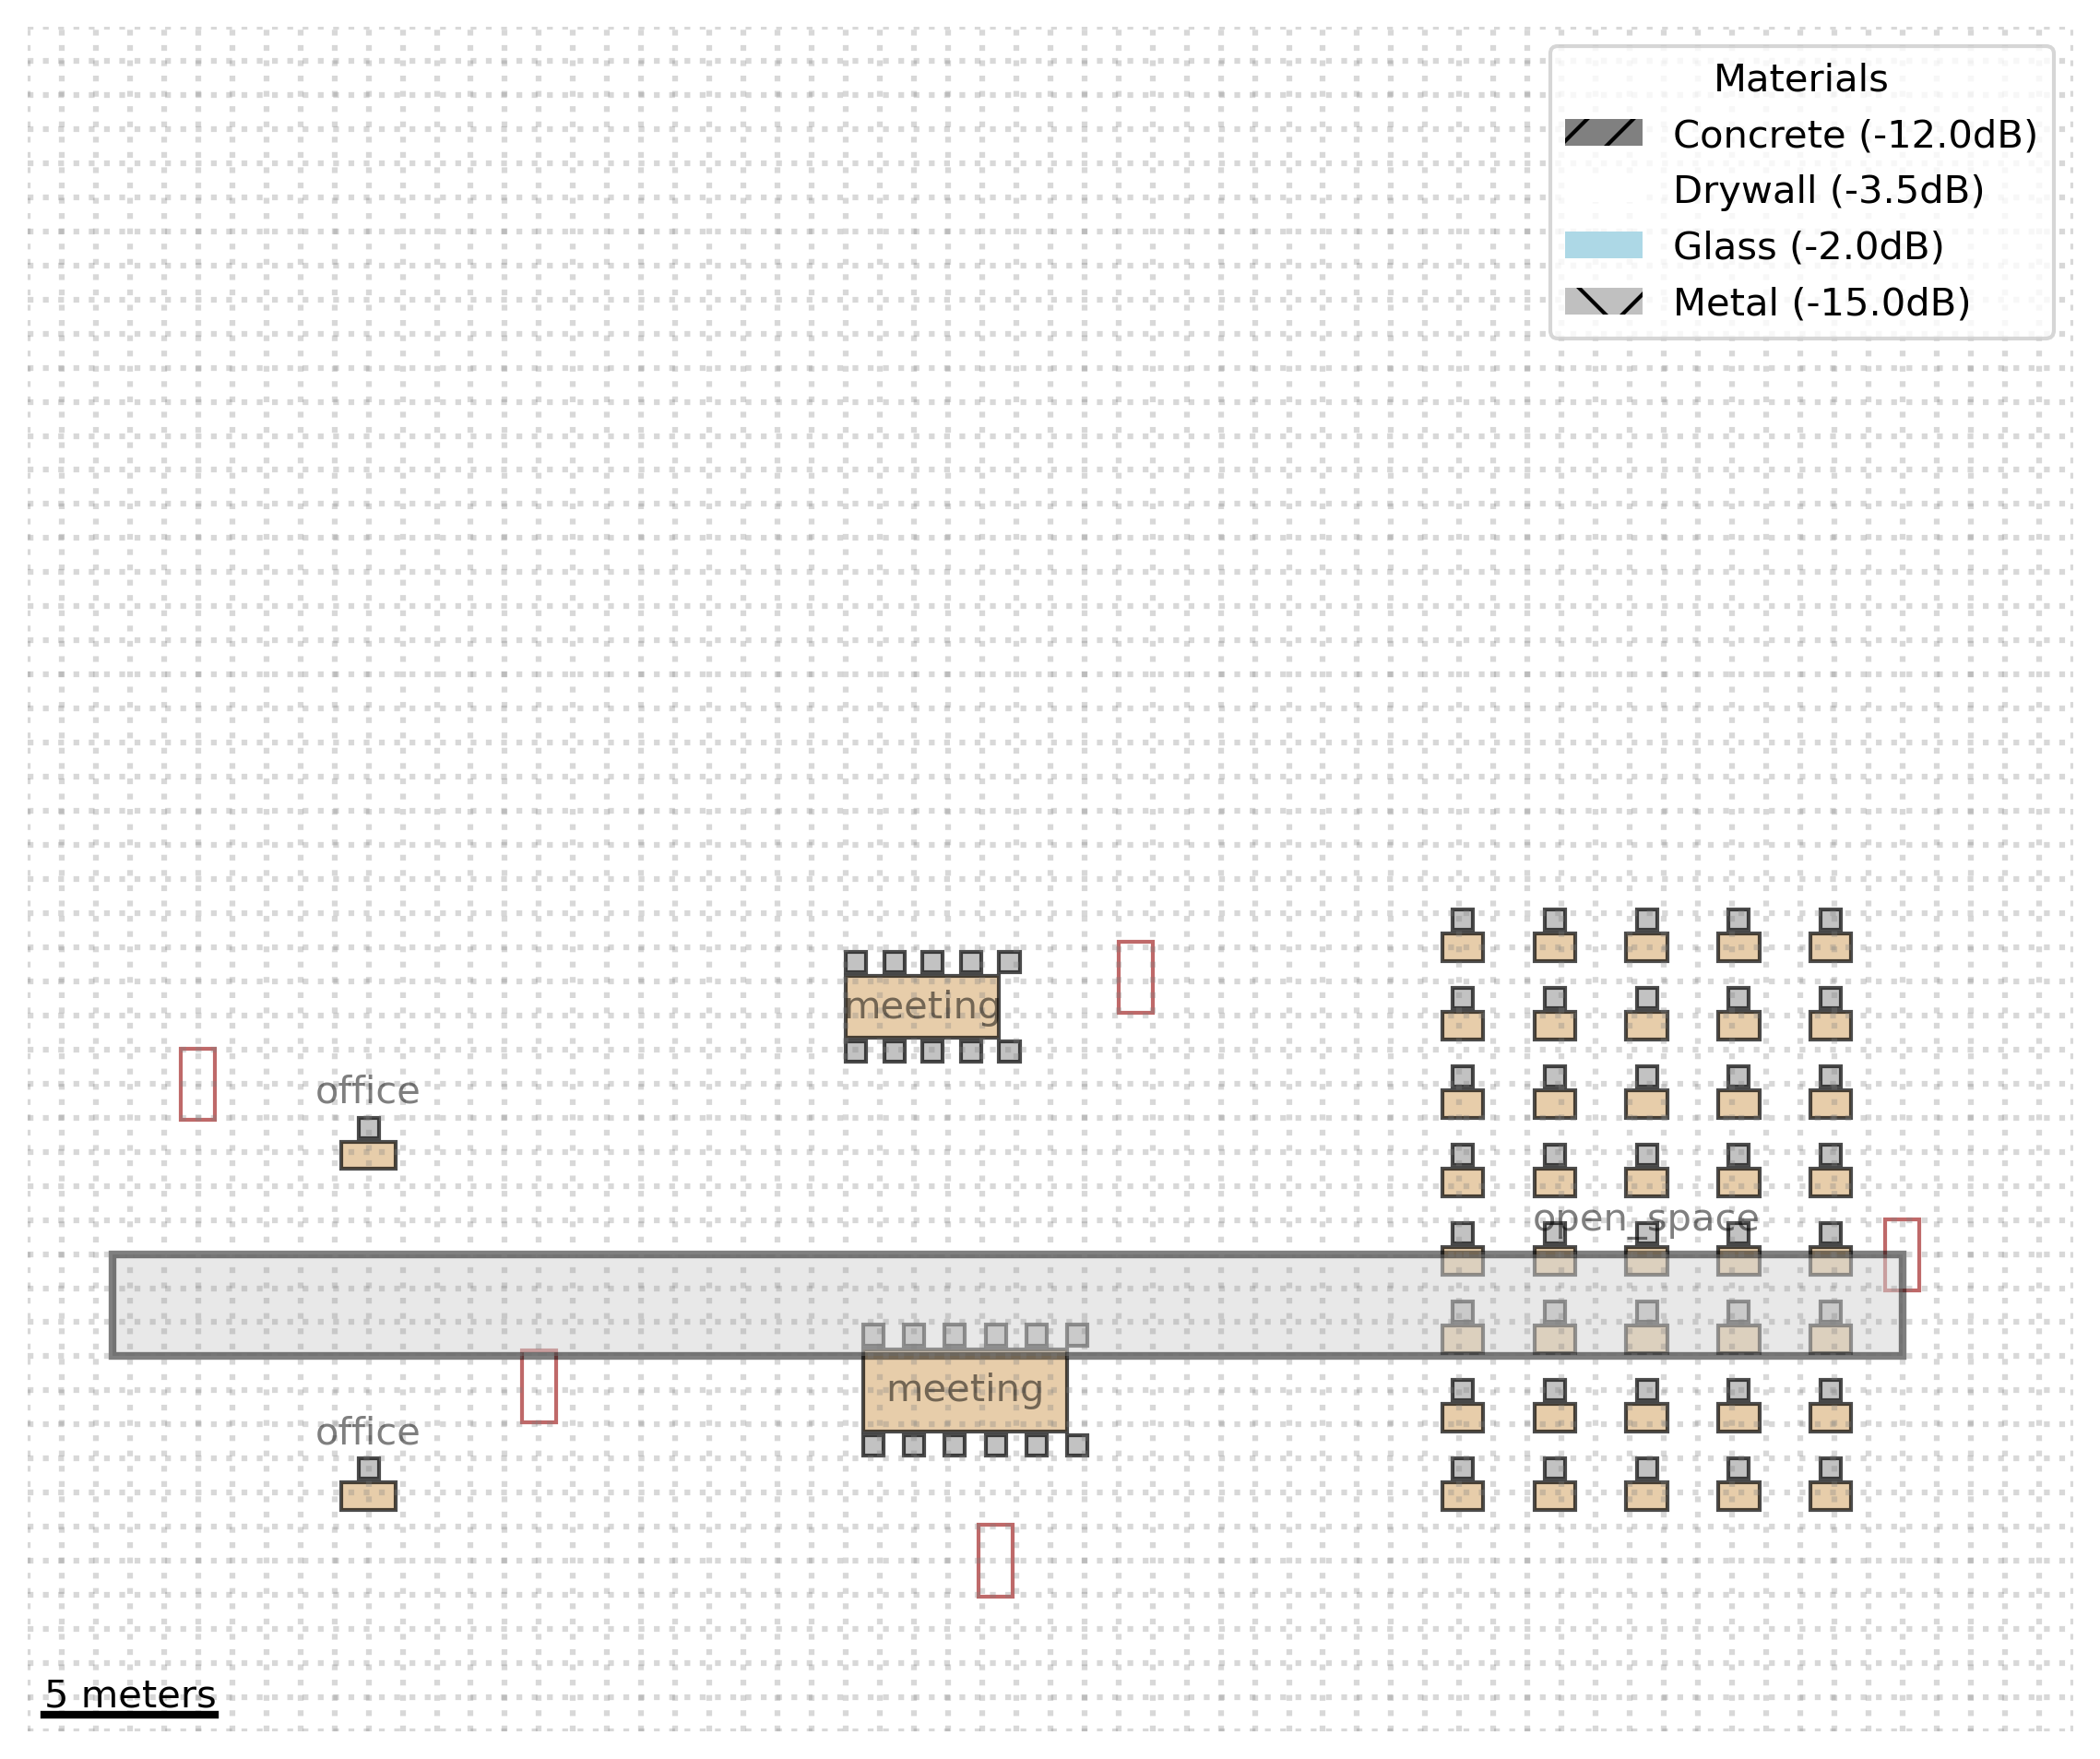 Materials
Concrete (-12.0dB)
Drywall (-3.5dB)
Glass (-2.0dB)
Metal (-15.0dB)
meeting
office
open_space
meeting
office
5 meters